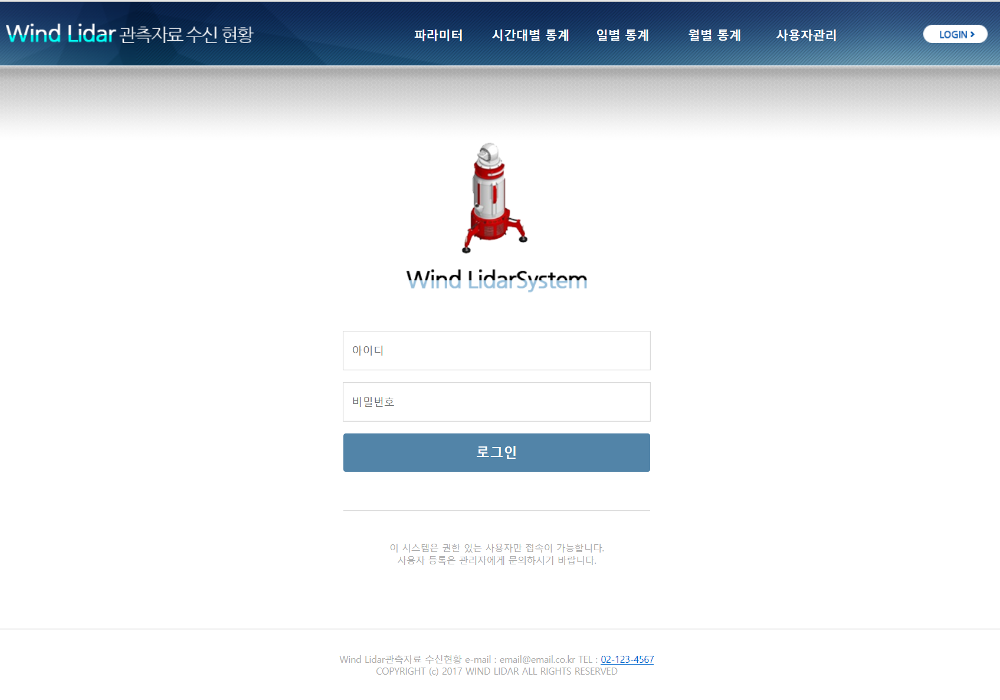 Wind Lidar 관측자료 수신 현황
파라미터 시간대별 통계 일별 통계 월별 통계 사용자관리
LOGIN
Wind LidarSystem
아이디
비밀번호
로그인
이 시스템은 권한 있는 사용자만 접속이 가능합니다.
사용자 등록은 관리자에게 문의하시기 바랍니다.
Wind Lidar관측자료 수신현황 e-mail : email@email.co.kr TEL : 02-123-4567
COPYRIGHT (c) 2017 WIND LIDAR ALL RIGHTS RESERVED